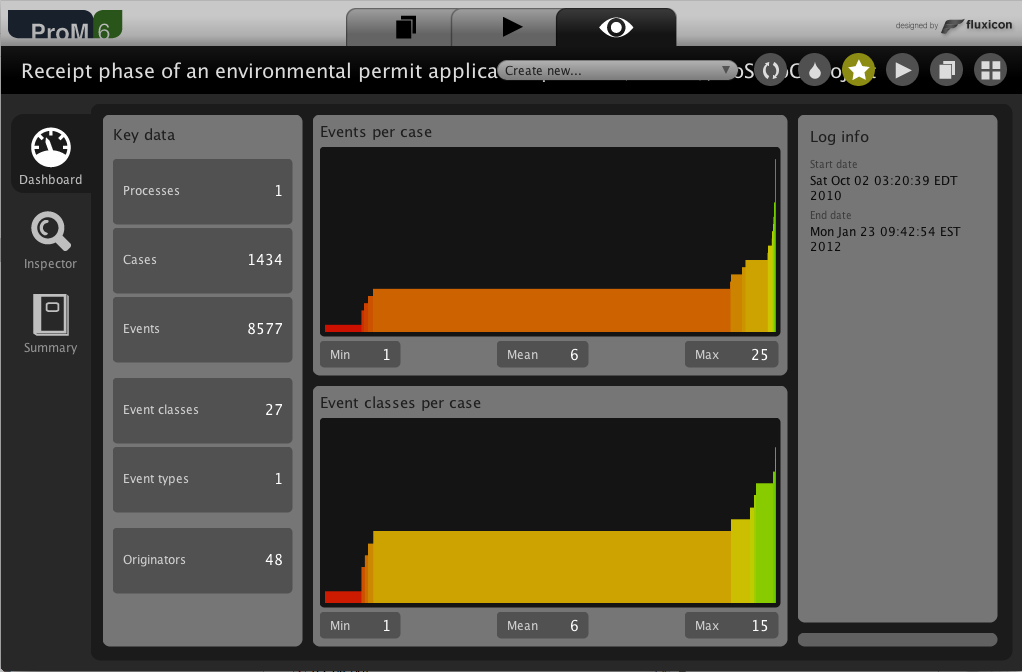 ProM 6
designed by fluxicon
Receipt phase of an environmental permit applica
Create new...
Dashboard
Inspector
Summary
Key data
Processes 1
Cases 1434
Events 8577
Event classes 27
Event types 1
Originators 48
Events per case
Min 1 Mean 6 Max 25
Event classes per case
Min 1 Mean 6 Max 15
Log info
Start date
Sat Oct 02 03:20:39 EDT
2010
End date
Mon Jan 23 09:42:54 EST
2012